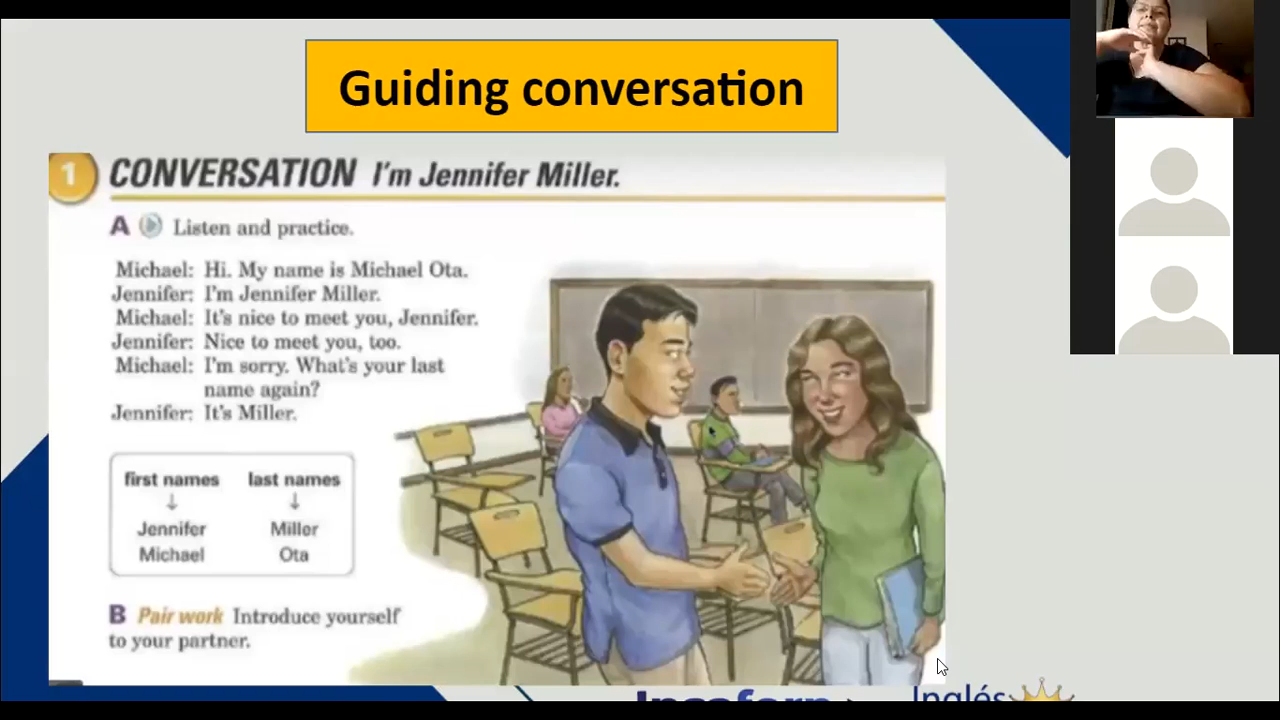 Guiding conversation
1 CONVERSATION I'm Jennifer Miller.
A Listen and practice.
Michael: Hi. My name is Michael Ota.
Jennifer: I'm Jennifer Miller.
Michael: It's nice to meet you, Jennifer.
Jennifer: Nice to meet you, too.
Michael: I'm sorry. What's your last
name again?
Jennifer: It's Miller.
first names last names
Jennifer Miller
Michael Ota
B Pair work Introduce yourself
to your partner.
Inglés